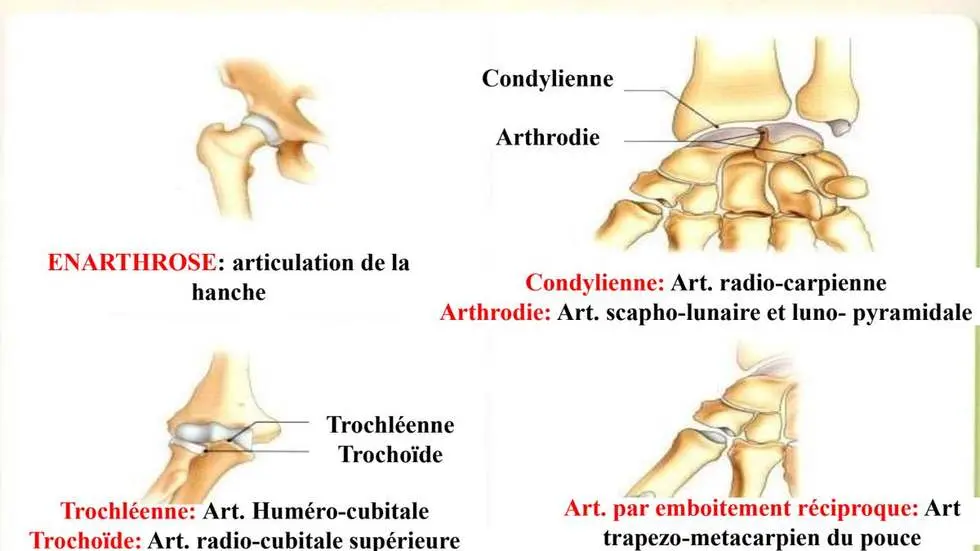 ENARTHROSE: articulation de la
hanche
Condylienne
Arthrodie
Condylienne: Art. radio-carpienne
Arthrodie: Art. scapho-lunaire et luno- pyramidale
Trochléenne
Trochoïde
Trochléenne: Art. Huméro-cubitale
Trochoïde: Art. radio-cubitale supérieure
Art. par emboitement réciproque: Art
trapezo-metacarpien du pouce